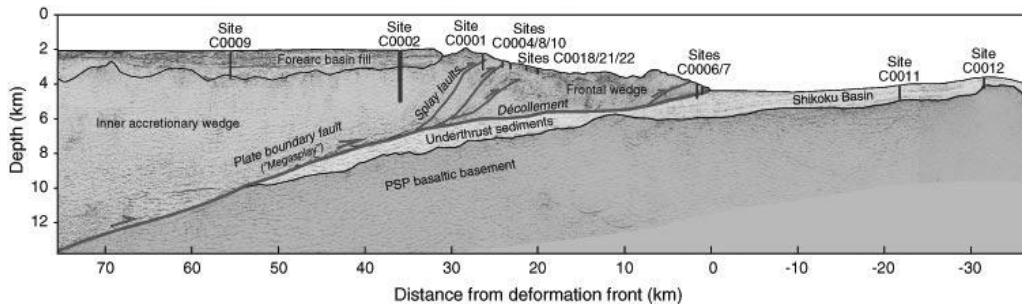 0
2
4
6
8
10
12
Depth (km)
Site
C0009
Site
C0002
Site
C0001
Sites
C0004/8/10
Sites C0018/21/22
Sites
C0006/7
Site
C0011
Site
C0012
Forearc basin fill
Inner accretionary wedge
Splay faults
Frontal wedge
Décollement
Shikoku Basin
Plate boundary fault
("Megasplay")
Underthrust sediments
PSP basaltic basement
70 60 50 40 30 20 10 0 -10 -20 -30
Distance from deformation front (km)